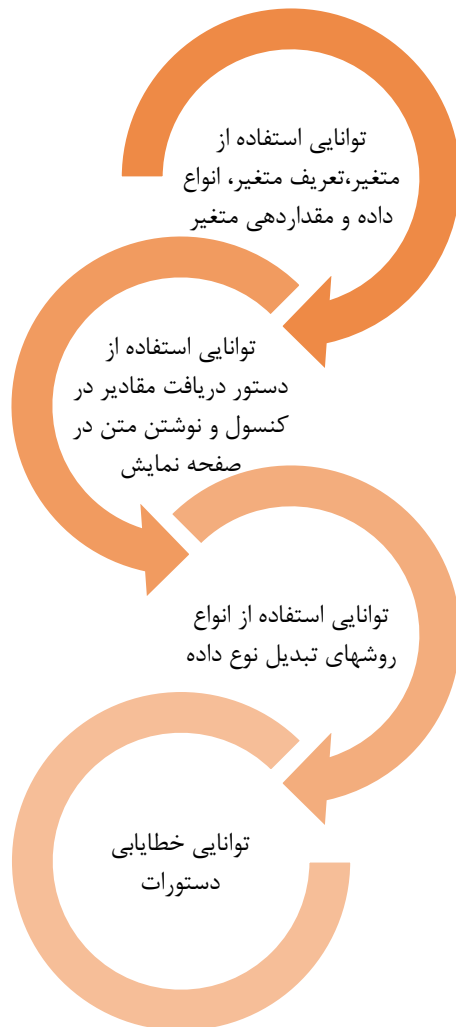 توانایی استفاده از
متغیر،تعریف متغیر، انواع
داده و مقداردهی متغیر
توانایی استفاده از
دستور دریافت مقادیر در
کنسول و نوشتن متن در
صفحه نمایش
توانایی استفاده از انواع
روشهای تبدیل نوع داده
توانایی خطایابی
دستورات